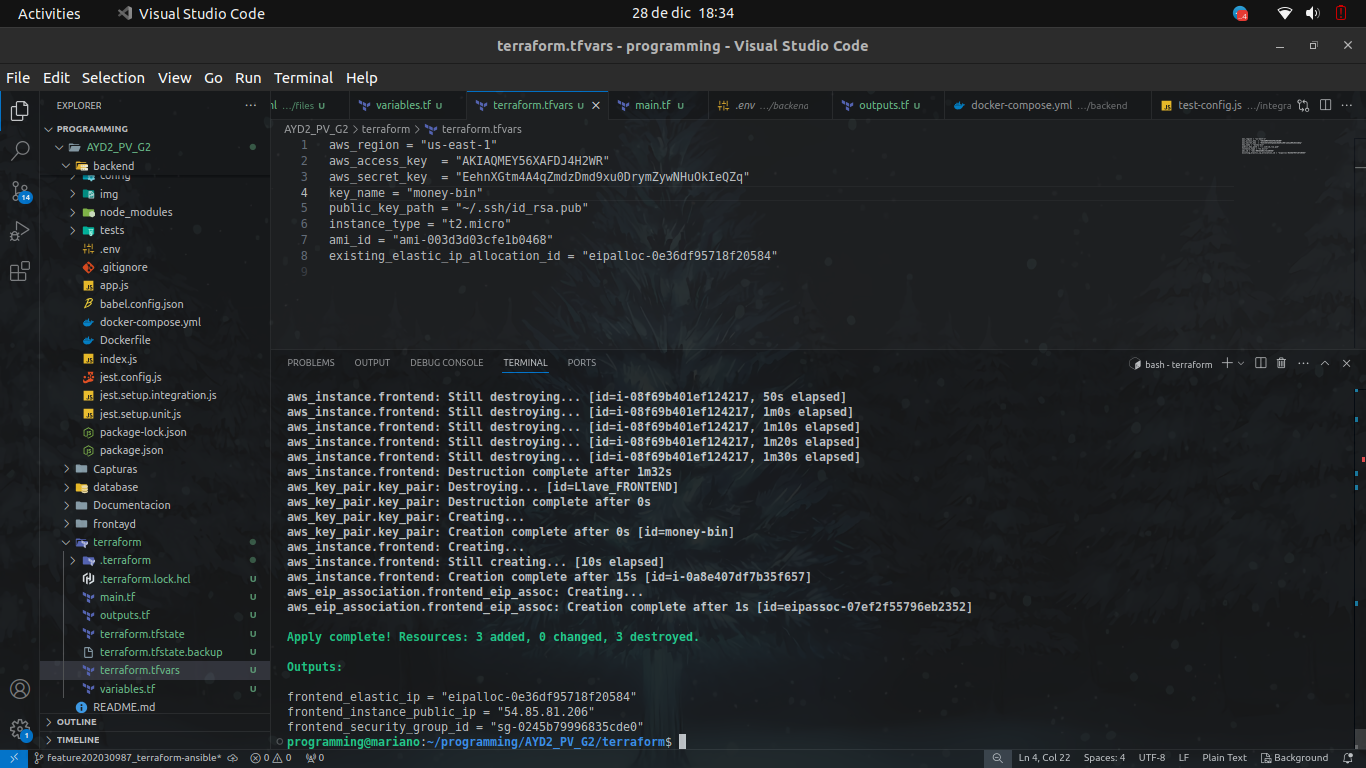 Activities
Visual Studio Code
28 de dic 18:34
4
terraform.tfvars - programming - Visual Studio Code
File Edit Selection View Go Run Terminal Help
EXPLORER
PROGRAMMING
AYD2_PV_G2
backend
config
img
node_modules
tests
.env
.gitignore
app.js
babel.config.json
docker-compose.yml
Dockerfile
index.js
jest.config.js
jest.setup.integration.js
jest.setup.unit.js
package-lock.json
package.json
Capturas
database
Documentacion
frontayd
terraform
.terraform
.terraform.lock.hcl U
main.tf U
outputs.tf U
terraform.tfstate U
terraform.tfstate.backup U
terraform.tfvars U
variables.tf U
README.md
OUTLINE
TIMELINE
14
1
.../files U
variables.tf U
terraform.tfvars U
main.tf U
.env .../backend
outputs.tf U
docker-compose.yml .../backend
test-config.js .../integra
AYD2_PV_G2 > terraform > terraform.tfvars
1 aws_region = "us-east-1"
2 aws_access_key = "AKIAQMEY56XAFDJ4H2WR"
3 aws_secret_key = "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"
4 key_name = "money-bin"
5 public_key_path = "~/.ssh/id_rsa.pub"
6 instance_type = "t2.micro"
7 ami_id = "ami-003d3d03cfe1b0468"
8 existing_elastic_ip_allocation_id = "eipalloc-0e36df95718f20584"
9
PROBLEMS OUTPUT DEBUG CONSOLE TERMINAL PORTS
bash - terraform
aws_instance.frontend: Still destroying... [id=i-08f69b401ef124217, 50s elapsed]
aws_instance.frontend: Still destroying... [id=i-08f69b401ef124217, 1m0s elapsed]
aws_instance.frontend: Still destroying... [id=i-08f69b401ef124217, 1m10s elapsed]
aws_instance.frontend: Still destroying... [id=i-08f69b401ef124217, 1m20s elapsed]
aws_instance.frontend: Still destroying... [id=i-08f69b401ef124217, 1m30s elapsed]
aws_instance.frontend: Destruction complete after 1m32s
aws_key_pair.key_pair: Destroying... [id=Llave_FRONTEND]
aws_key_pair.key_pair: Destruction complete after 0s
aws_key_pair.key_pair: Creating...
aws_key_pair.key_pair: Creation complete after 0s [id=money-bin]
aws_instance.frontend: Creating...
aws_instance.frontend: Still creating... [10s elapsed]
aws_instance.frontend: Creation complete after 15s [id=i-0a8e407df7b35f657]
aws_eip_association.frontend_eip_assoc: Creating...
aws_eip_association.frontend_eip_assoc: Creation complete after 1s [id=eipassoc-07ef2f55796eb2352]
Apply complete! Resources: 3 added, 0 changed, 3 destroyed.
Outputs:
frontend_elastic_ip = "eipalloc-0e36df95718f20584"
frontend_instance_public_ip = "54.85.81.206"
frontend_security_group_id = "sg-0245b79996835cde0"
programming@mariano:~/programming/AYD2_PV_G2/terraform$
feature202030987_terraform-ansible*
0 0
0
Ln 4, Col 22
Spaces: 4
UTF-8
LF
Plain Text
Background